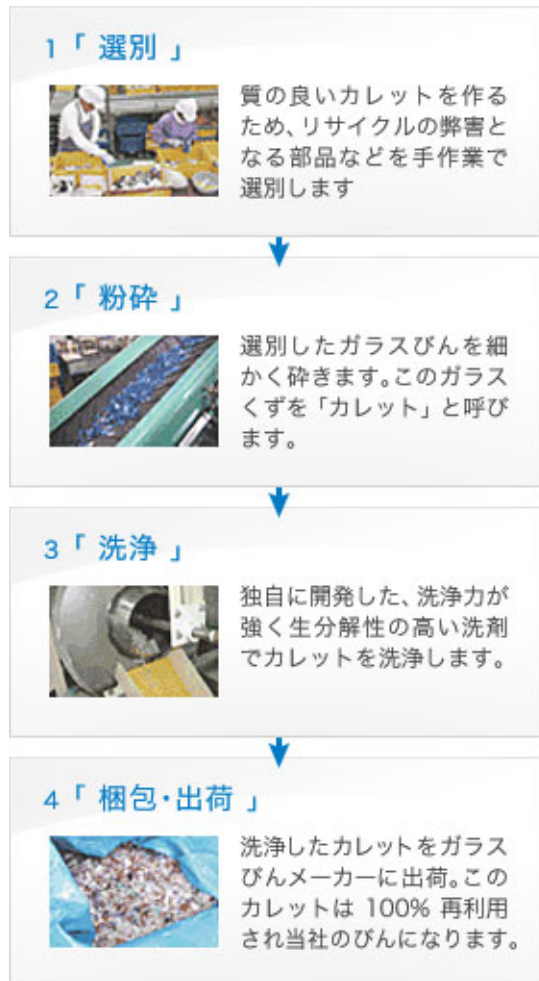 1「 選別 」
質の良いカレットを作る
ため、リサイクルの弊害と
なる部品などを手作業で
選別します
2「 粉砕 」
選別したガラスびんを細
かく砕きます。このガラス
くずを「カレット」と呼び
ます。
3「 洗浄 」
独自に開発した、洗浄力が
強く生分解性の高い洗剤
でカレットを洗浄します。
4「 梱包・出荷 」
洗浄したカレットをガラス
びんメーカーに出荷。この
カレットは 100% 再利用
され当社のびんになります。